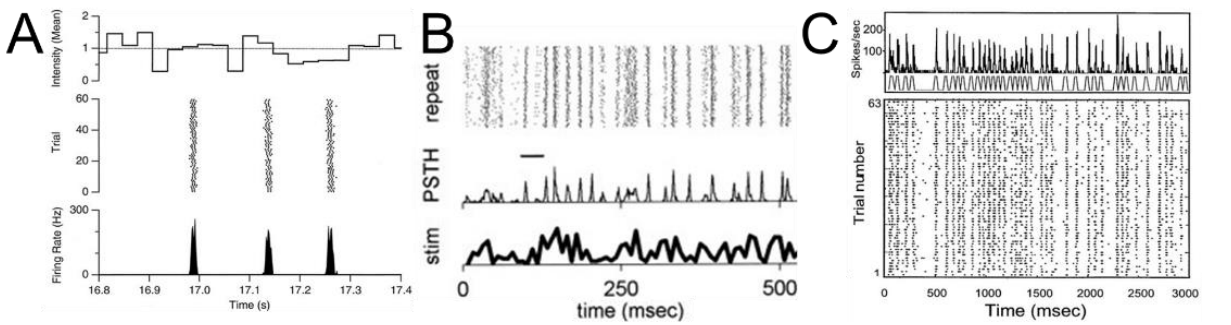 A
Intensity (Mean)
2
1
0
Trial
60
40
20
0
Firing Rate (Hz)
300
0
16.8 16.9 17.0 17.1 17.2 17.3 17.4
Time (s)
B
repeat
PSTH
stim
0 250 500
time (msec)
C
Spikes/sec
200
100
Trial number
63
1
0 500 1000 1500 2000 2500 3000
Time (msec)